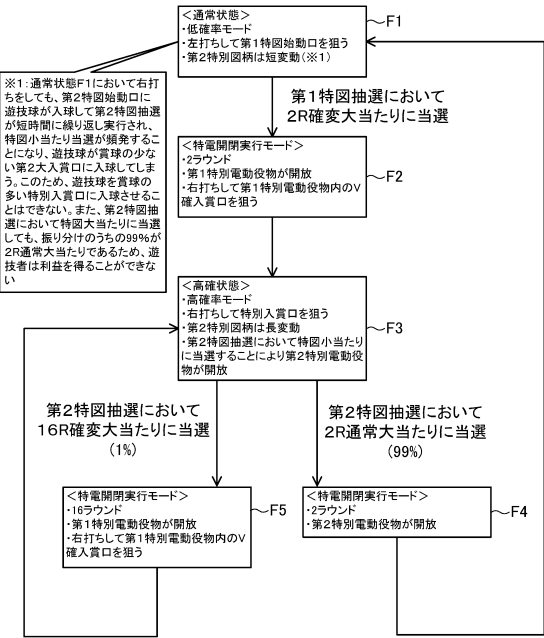 ＜通常状態＞
・低確率モード
・左打ちして第1特図始動口を狙う
・第2特別図柄は短変動(※1)
F1
※1：通常状態F1において右打
ちをしても、第2特図始動口に
遊技球が入球して第2特図抽選
が短時間に繰り返し実行され、
特図小当たり当選が頻発するこ
とになり、遊技球が賞球の少な
い第2大入賞口に入球してしま
う。このため、遊技球を賞球の
多い特別入賞口に入球させるこ
とはできない。また、第2特図抽
選において特図大当たりに当選
しても、振り分けのうちの99%が
2R通常大当たりであるため、遊
技者は利益を得ることができな
い
第1特図抽選において
2R確変大当たりに当選
＜特電開閉実行モード＞
・2ラウンド
・第1特別電動役物が開放
・右打ちして第1特別電動役物内のV
確入賞口を狙う
F2
＜高確状態＞
・高確率モード
・右打ちして特別入賞口を狙う
・第2特別図柄は長変動
・第2特図抽選において特図小当たり
に当選することにより第2特別電動役
物が開放
F3
第2特図抽選において
16R確変大当たりに当選
(1%)
第2特図抽選において
2R通常大当たりに当選
(99%)
＜特電開閉実行モード＞
・16ラウンド
・第1特別電動役物が開放
・右打ちして第1特別電動役物内のV
確入賞口を狙う
F5
＜特電開閉実行モード＞
・2ラウンド
・第2特別電動役物が開放
F4